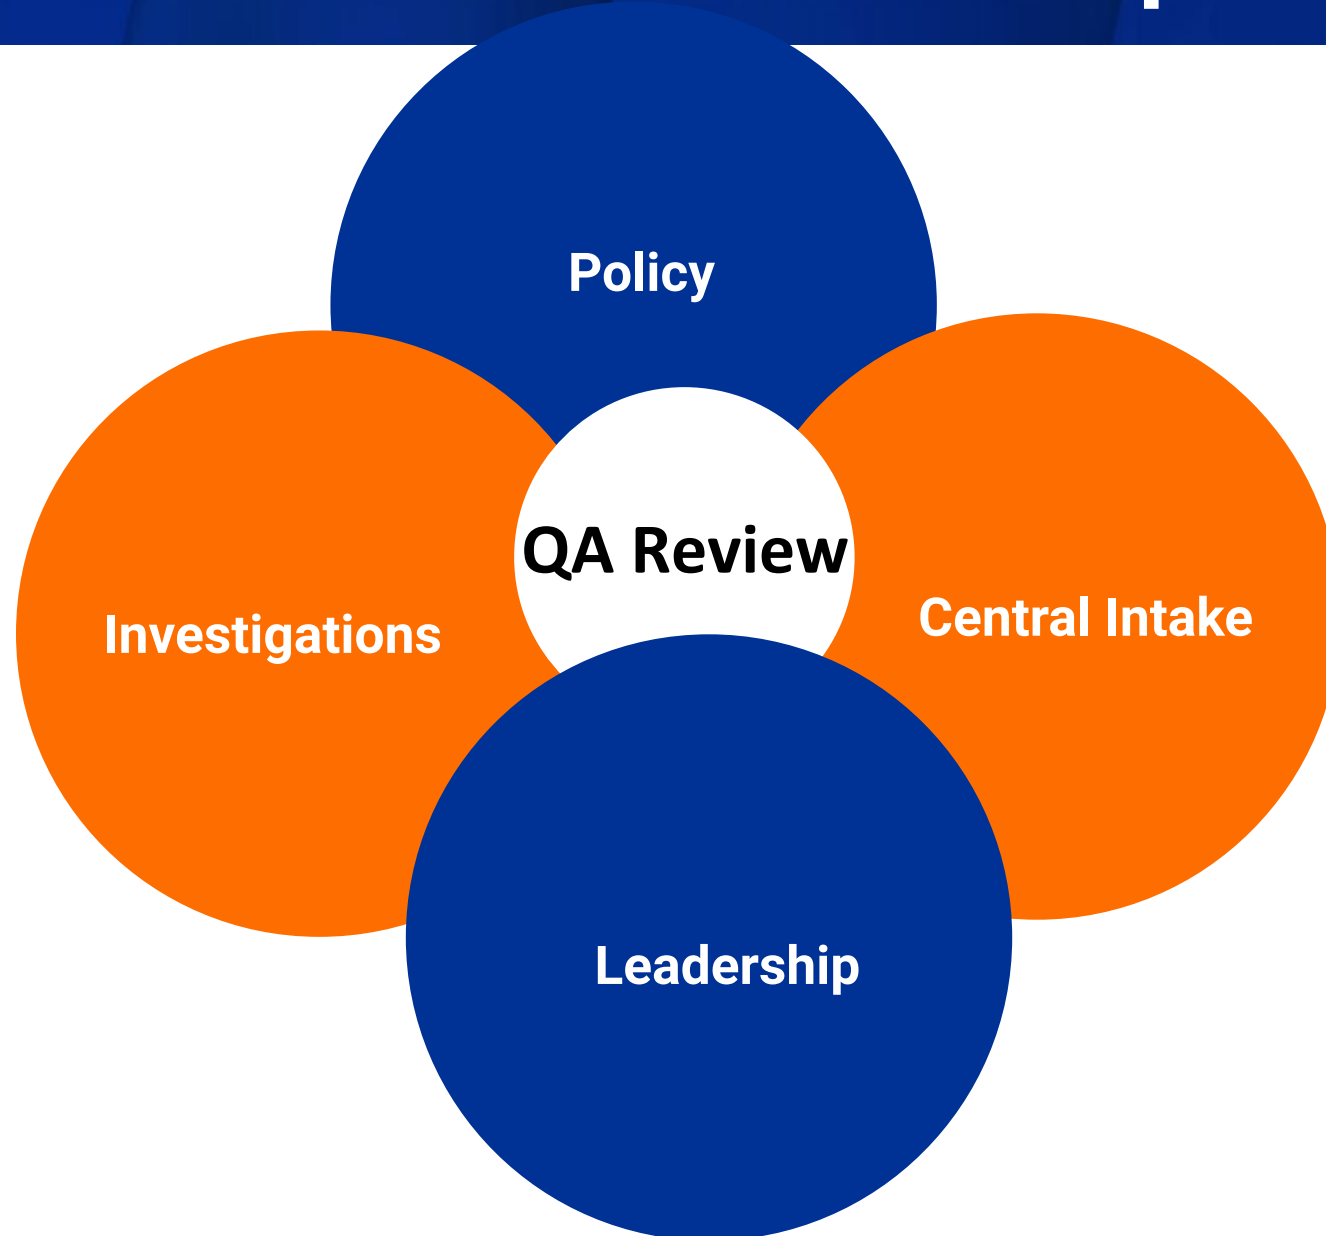 Policy
QA Review
Central Intake
Investigations
Leadership